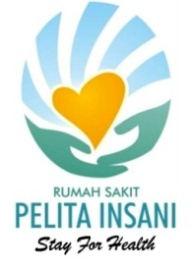 RUMAH SAKIT
PELITA INSANI
Stay For Health